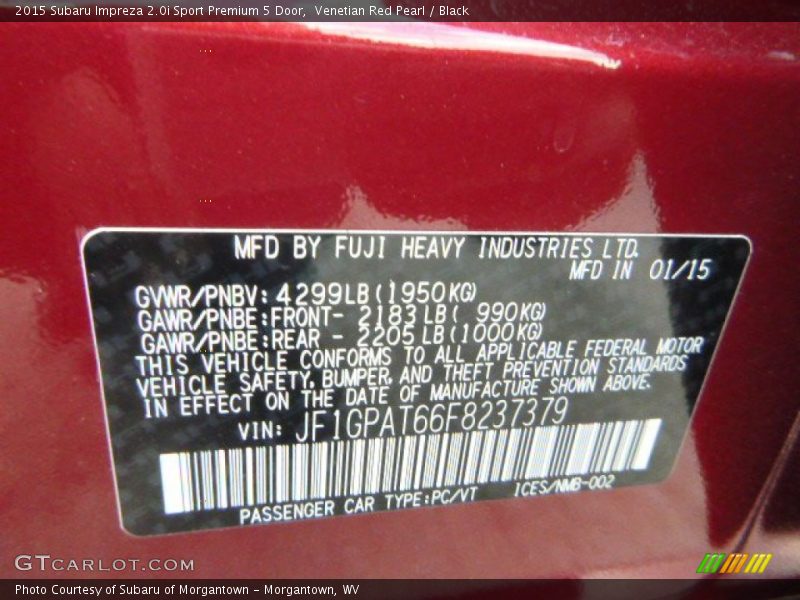 2015 Subaru Impreza 2.0i Sport Premium 5 Door,  Venetian Red Pearl / Black
MFD BY FUJI HEAVY INDUSTRIES LTD.
MFD IN 01/15
GVWR/PNBV: 4299LB(1950KG)
GAWR/PNBE:FRONT- 2183LB( 990KG)
GAWR/PNBE:REAR - 2205LB(1000KG)
THIS VEHICLE CONFORMS TO ALL APPLICABLE FEDERAL MOTOR
VEHICLE SAFETY, BUMPER, AND THEFT PREVENTION STANDARDS
IN EFFECT ON THE DATE OF MANUFACTURE SHOWN ABOVE.
VIN: JF1GPAT66F8237379
PASSENGER CAR TYPE:PC/VT ICES/NMB-002
GTCARLOT.COM
Photo Courtesy of Subaru of Morgantown - Morgantown, WV